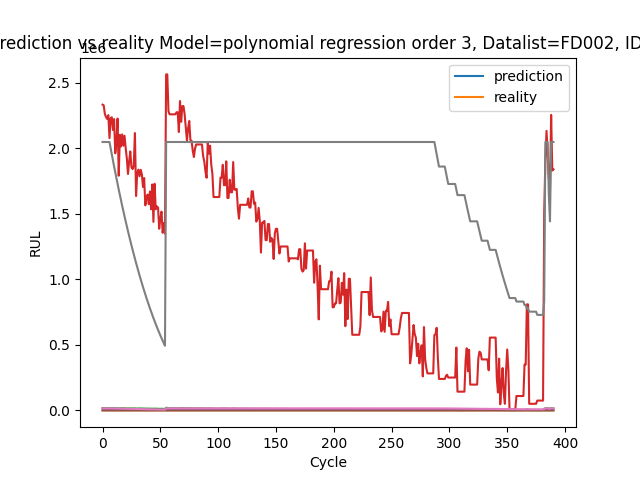 rediction vs reality Model=polynomial regression order 3, Datalist=FD002, ID
1e6
prediction
reality
2.5
2.0
1.5
1.0
0.5
0.0
RUL
0 50 100 150 200 250 300 350 400
Cycle